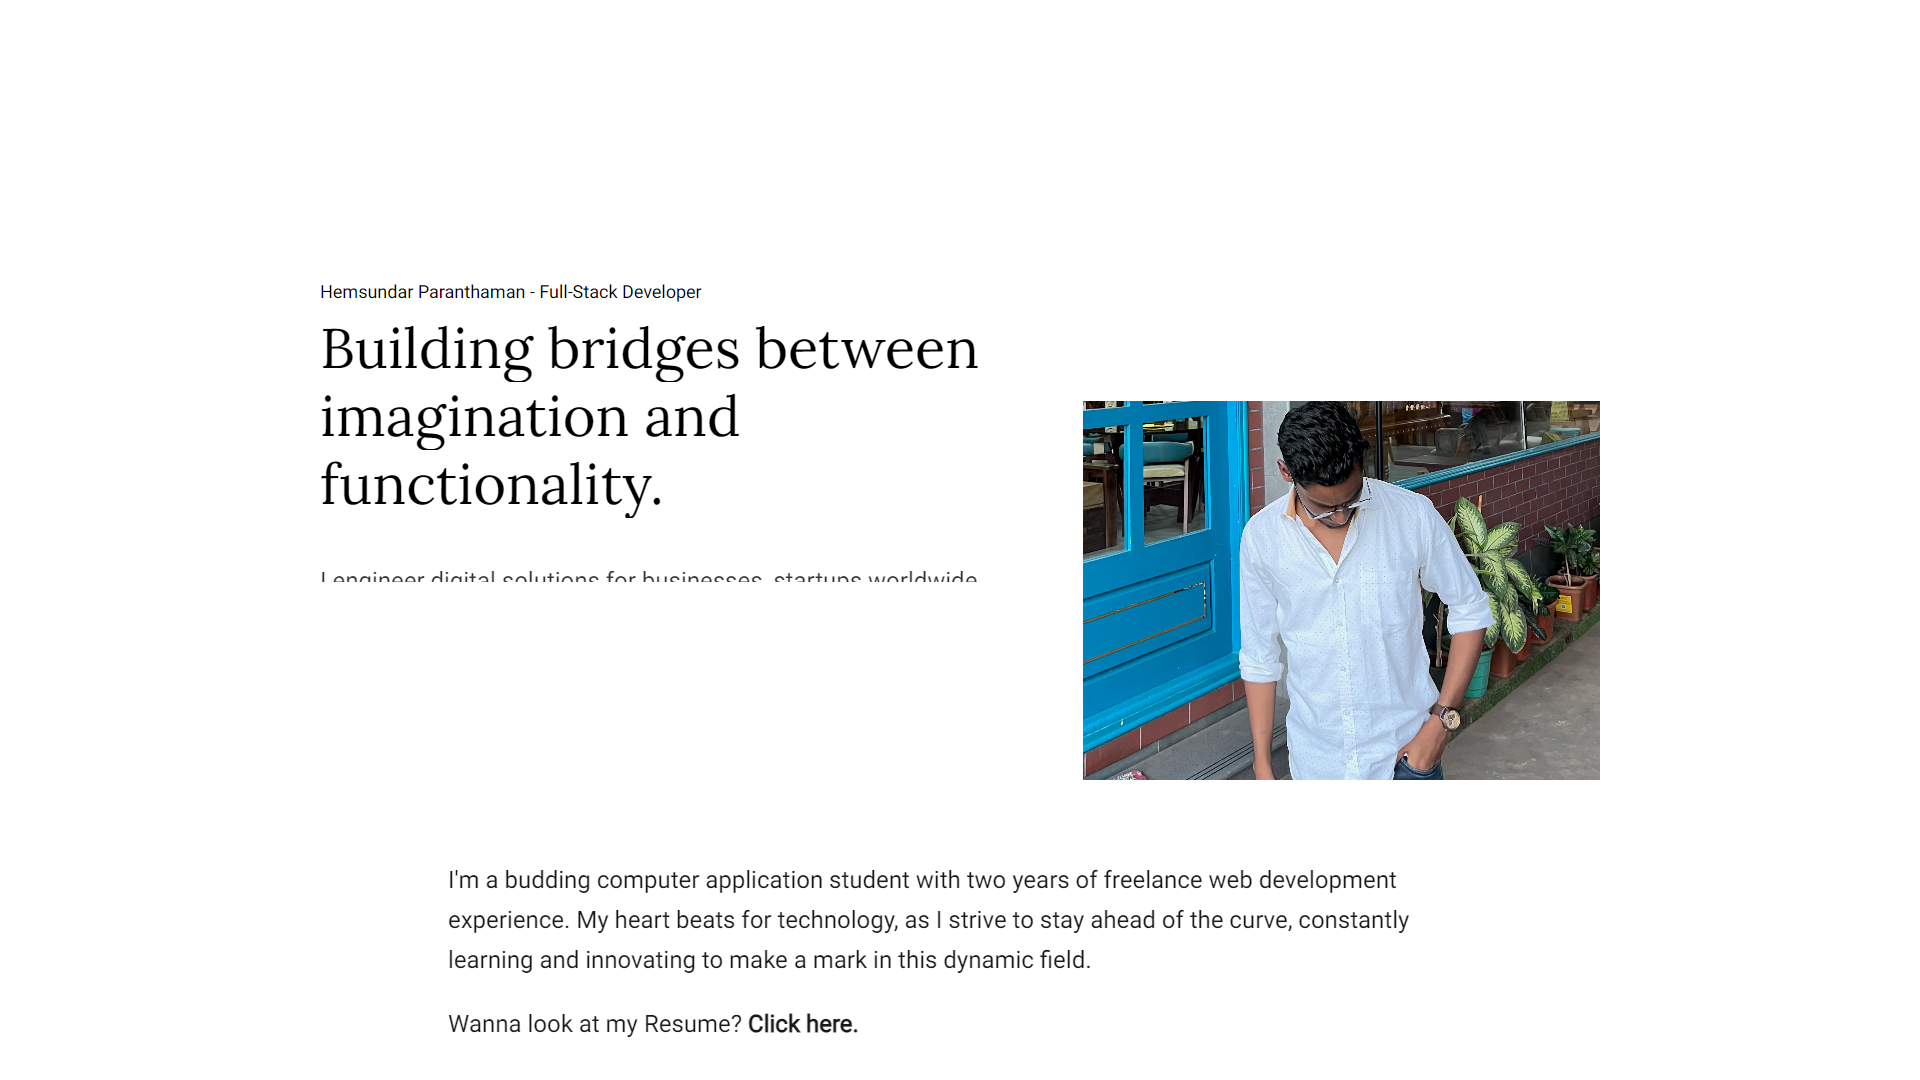 Hemsundar Paranthaman - Full-Stack Developer
Building bridges between
imagination and
functionality.
I engineer digital solutions for businesses, startups worldwide
I'm a budding computer application student with two years of freelance web development
experience. My heart beats for technology, as I strive to stay ahead of the curve, constantly
learning and innovating to make a mark in this dynamic field.
Wanna look at my Resume? Click here.